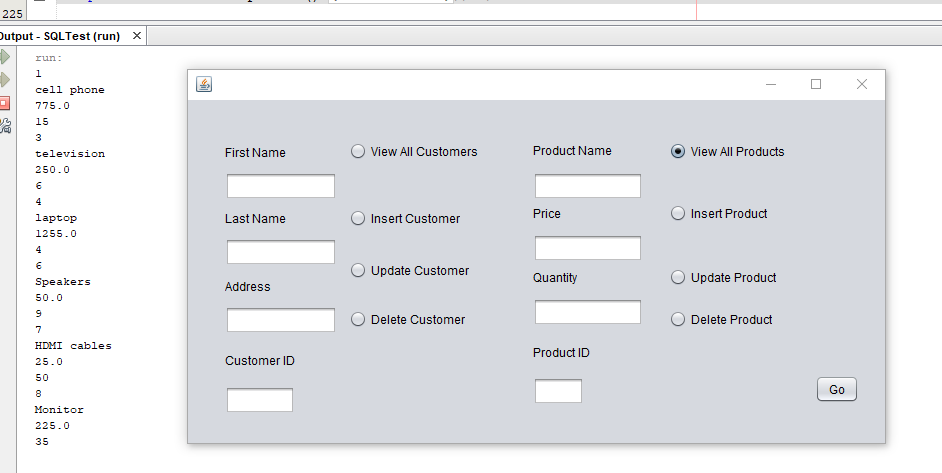 225
Output - SQLTest (run)
run:
1
cell phone
775.0
15
3
television
250.0
6
4
laptop
1255.0
4
6
Speakers
50.0
9
7
HDMI cables
25.0
50
8
Monitor
225.0
35
First Name
View All Customers
Product Name
View All Products
Last Name
Insert Customer
Price
Insert Product
Update Customer
Quantity
Update Product
Address
Delete Customer
Delete Product
Customer ID
Product ID
Go